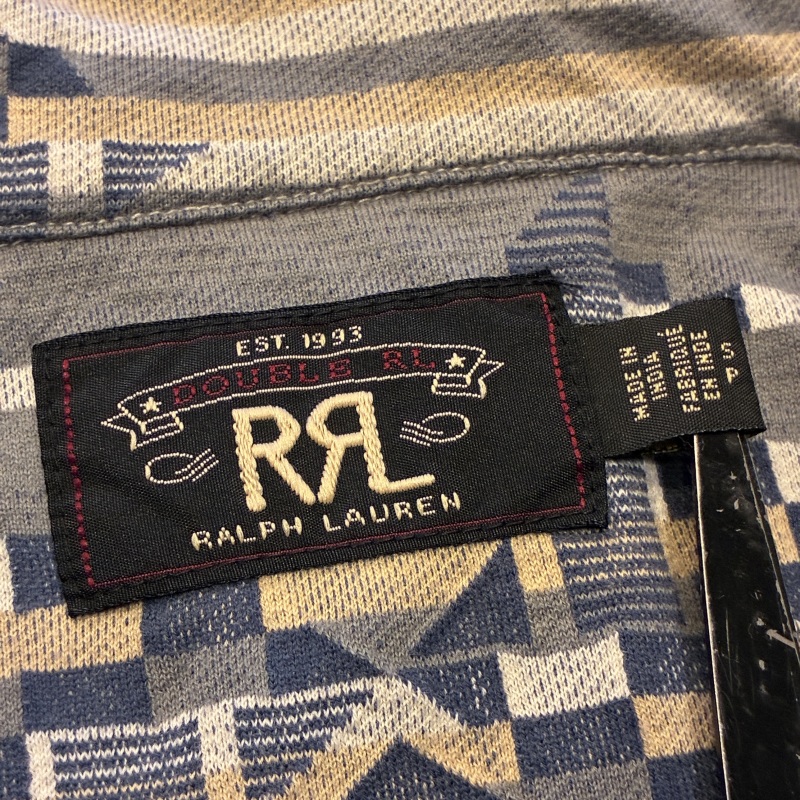 EST. 1993
DOUBLE RL
RRL
RALPH LAUREN
MADE IN
INDIA
FABRIQUÉ
EN INDE
S
P